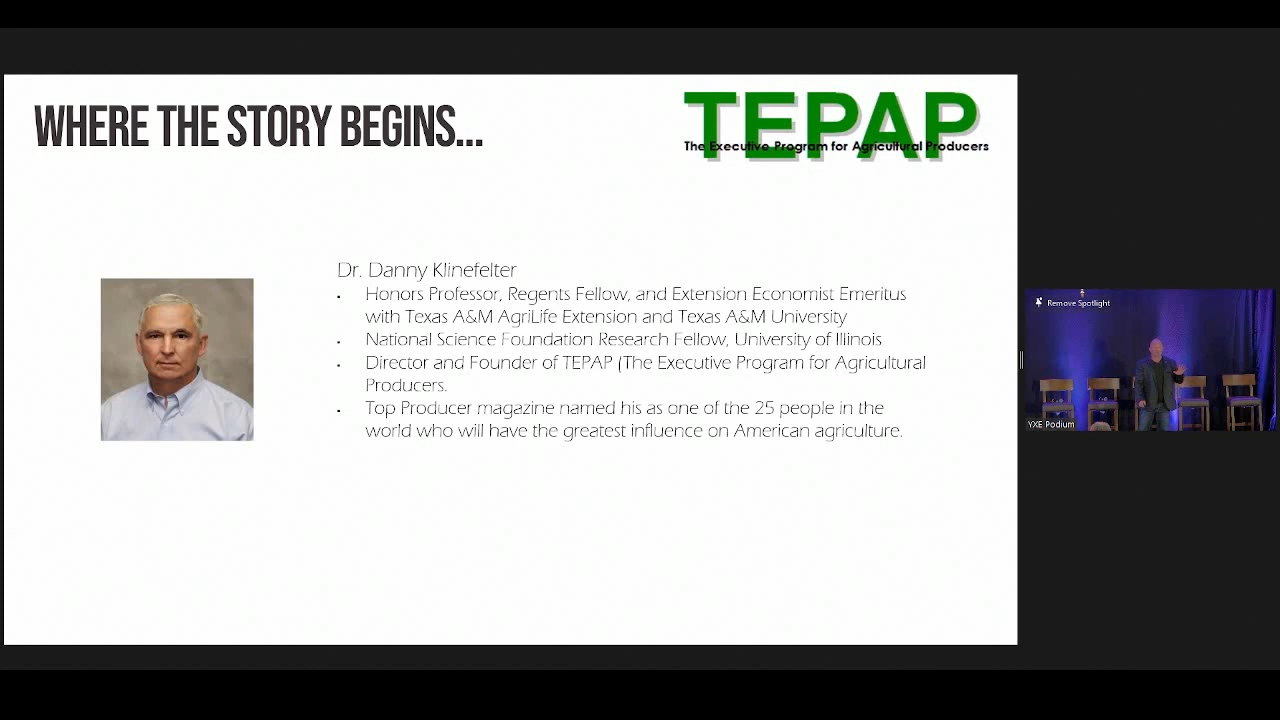 WHERE THE STORY BEGINS...
TEPAP
The Executive Program for Agricultural Producers
Dr. Danny Klinefelter
• Honors Professor, Regents Fellow, and Extension Economist Emeritus
with Texas A&M AgriLife Extension and Texas A&M University
• National Science Foundation Research Fellow, University of Illinois
• Director and Founder of TEPAP (The Executive Program for Agricultural
Producers.
• Top Producer magazine named his as one of the 25 people in the
world who will have the greatest influence on American agriculture.
Remove Spotlight
YXE Podium